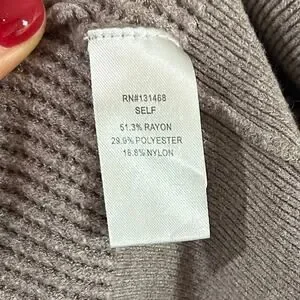 RN#131468
SELF
51.3% RAYON
29.9% POLYESTER
18.8% NYLON